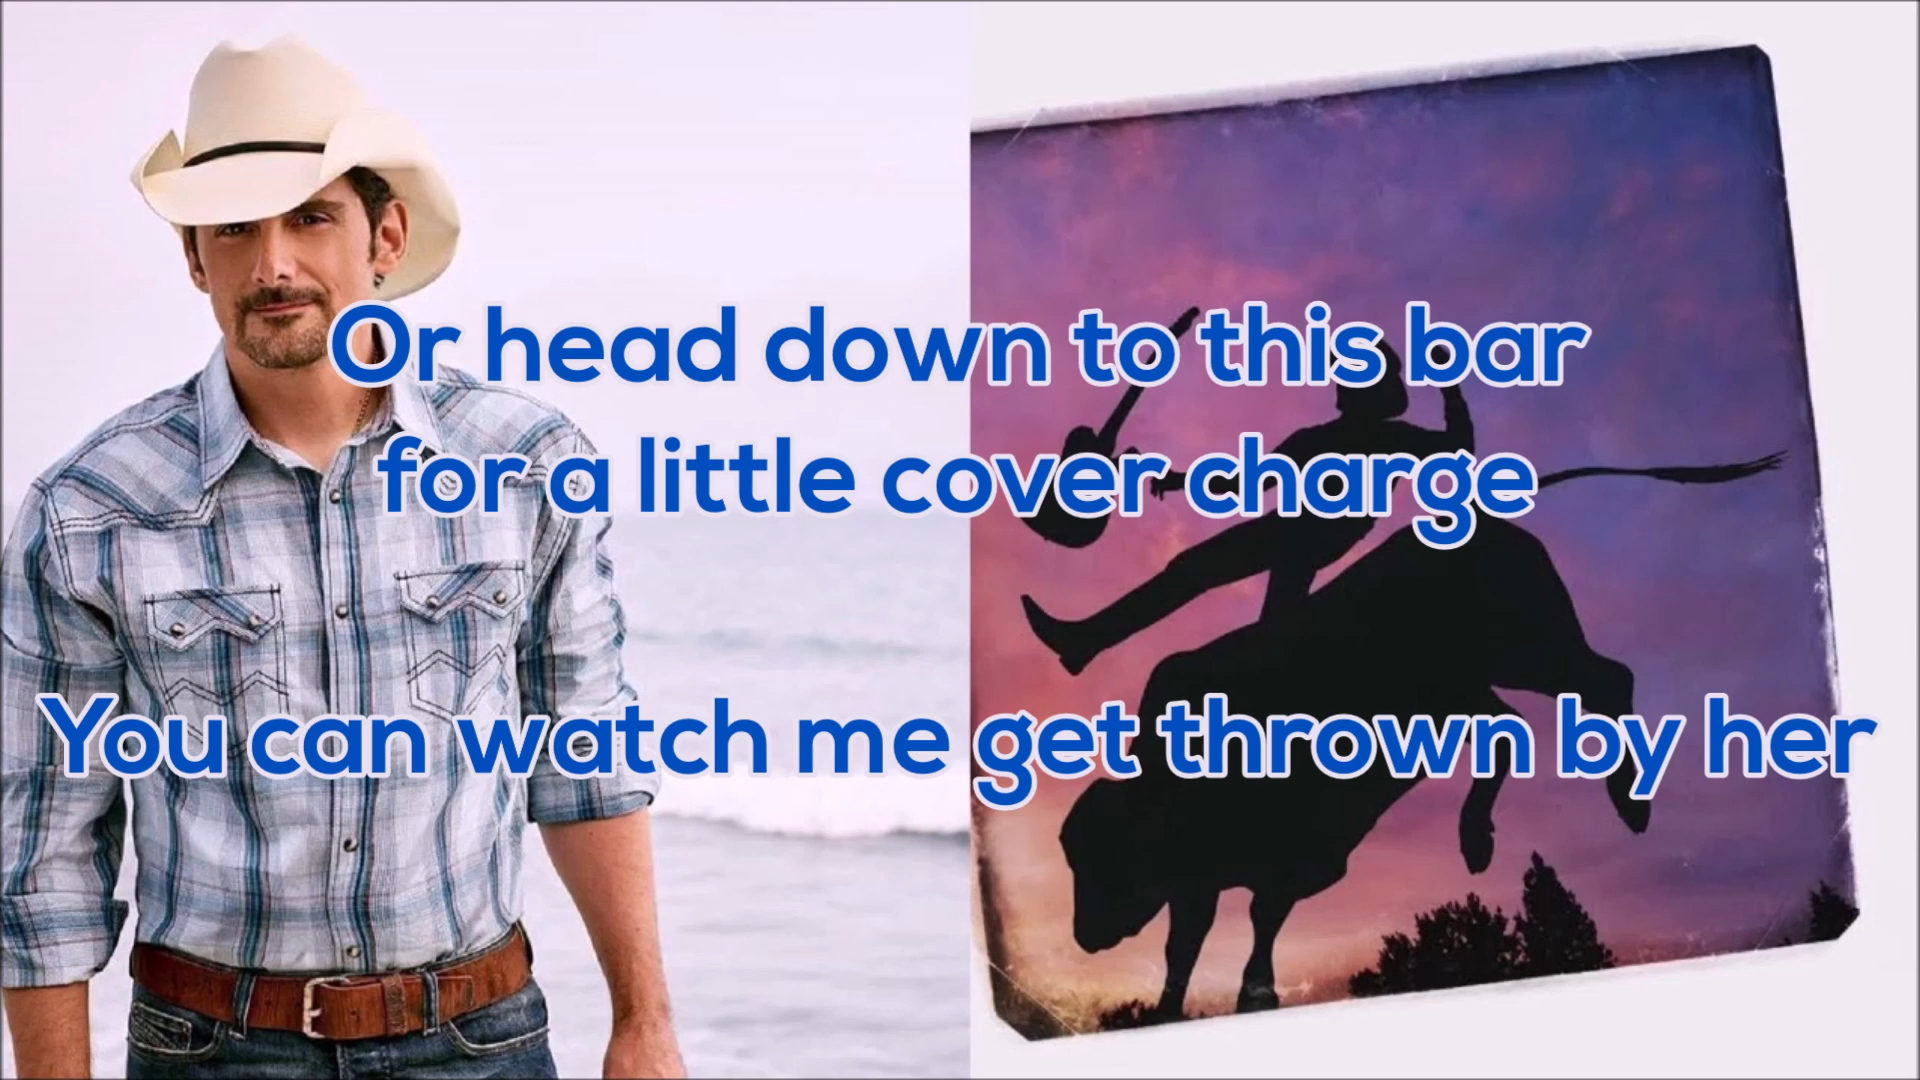 Or head down to this bar
for a little cover charge
You can watch me get thrown by her